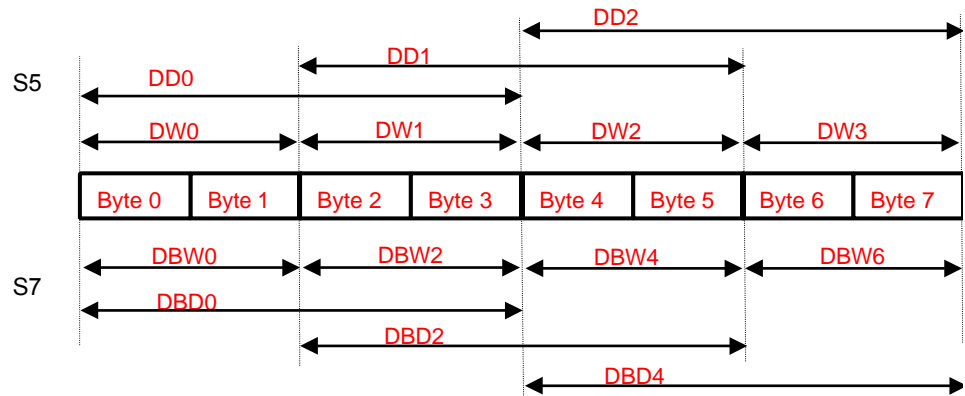 DD2
DD1
S5
DD0
DW0 DW1 DW2 DW3
Byte 0 Byte 1 Byte 2 Byte 3 Byte 4 Byte 5 Byte 6 Byte 7
DBW0 DBW2 DBW4 DBW6
S7
DBD0
DBD2
DBD4